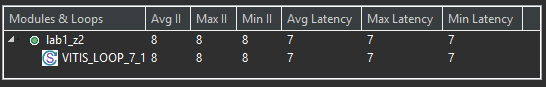 Modules & Loops Avg II Max II Min II Avg Latency Max Latency Min Latency
lab1_z2 8 8 8 7 7 7
VITIS_LOOP_7_1 8 8 8 7 7 7